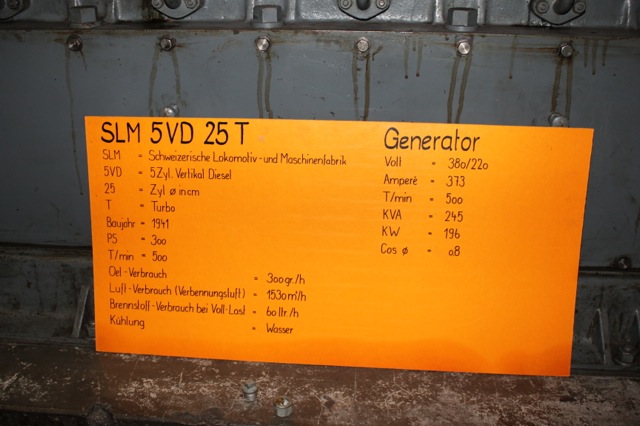 SLM 5VD 25 T
SLM = Schweizerische Lokomotiv-und Maschinenfabrik
5VD = 5 Zyl. Vertikal Diesel
25 = Zyl ø in cm
T = Turbo
Baujahr = 1941
PS = 300
T/min = 500
Oel-Verbrauch = 300 gr./h
Luft-Verbrauch (Verbennungsluft) = 1530 m³/h
Brennstoff-Verbrauch bei Voll-Last = 60 ltr./h
Kühlung = Wasser
Generator
Volt = 380/220
Amperè = 373
T/min = 500
KVA = 245
KW = 196
Cos ø = 0.8